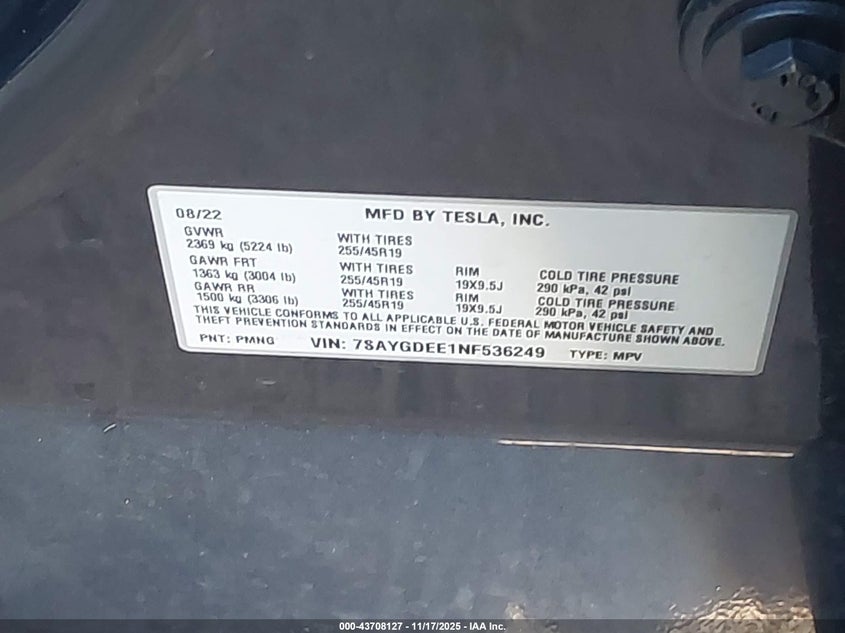 08/22 MFD BY TESLA, INC.
GVWR
2369 kg (5224 lb) WITH TIRES 255/45R19
GAWR FRT
1363 kg (3004 lb) WITH TIRES 255/45R19 RIM 19X9.5J COLD TIRE PRESSURE 290 kPa, 42 psi
GAWR RR
1500 kg (3306 lb) WITH TIRES 255/45R19 RIM 19X9.5J COLD TIRE PRESSURE 290 kPa, 42 psi
THIS VEHICLE CONFORMS TO ALL APPLICABLE U.S. FEDERAL MOTOR VEHICLE SAFETY AND
THEFT PREVENTION STANDARDS IN EFFECT ON THE DATE OF MANUFACTURE SHOWN ABOVE.
PNT: PMNG VIN: 7SAYGDEE1NF536249 TYPE: MPV
000-43708127 - 11/17/2025 - IAA Inc.